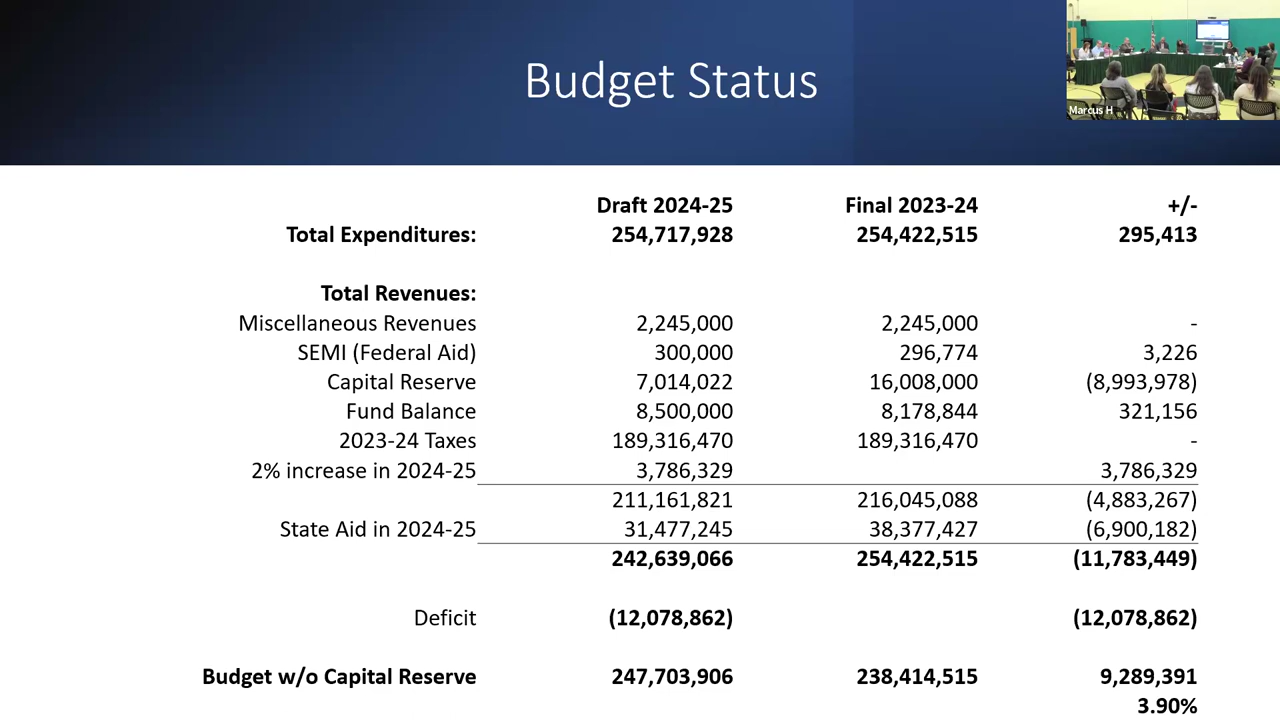 Budget Status
Marcus H
Draft 2024-25 Final 2023-24 +/-
Total Expenditures: 254,717,928 254,422,515 295,413
Total Revenues:
Miscellaneous Revenues 2,245,000 2,245,000 -
SEMI (Federal Aid) 300,000 296,774 3,226
Capital Reserve 7,014,022 16,008,000 (8,993,978)
Fund Balance 8,500,000 8,178,844 321,156
2023-24 Taxes 189,316,470 189,316,470 -
2% increase in 2024-25 3,786,329 3,786,329
211,161,821 216,045,088 (4,883,267)
State Aid in 2024-25 31,477,245 38,377,427 (6,900,182)
242,639,066 254,422,515 (11,783,449)
Deficit (12,078,862) (12,078,862)
Budget w/o Capital Reserve 247,703,906 238,414,515 9,289,391
3.90%